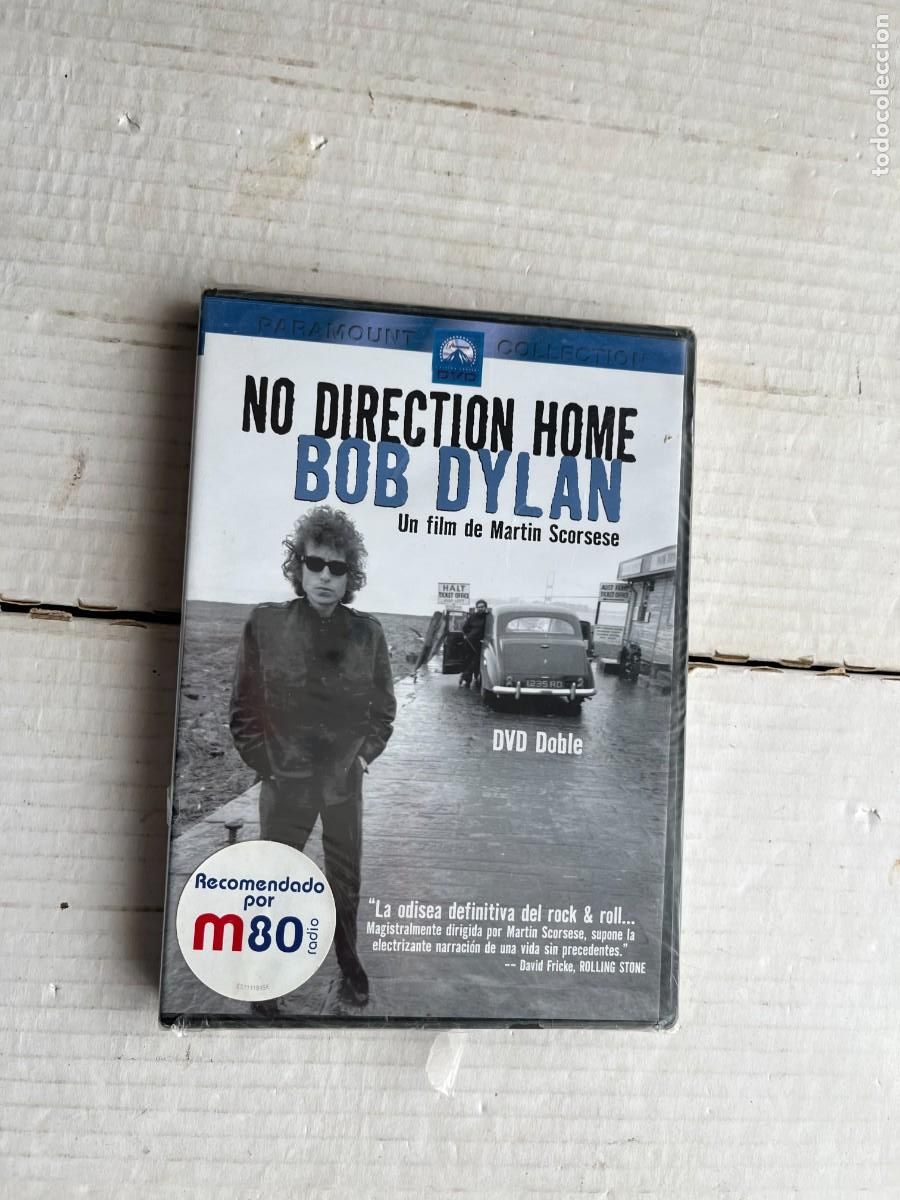 PARAMOUNT COLLECTION
DVD
NO DIRECTION HOME
BOB DYLAN
Un film de Martin Scorsese
HALT
TICKET OFFICE
1235 RD
DVD Doble
Recomendado
por
m80 radio
"La odisea definitiva del rock & roll...
Magistralmente dirigida por Martin Scorsese, supone la
electrizante narración de una vida sin precedentes."
-- David Fricke, ROLLING STONE
todocoleccion